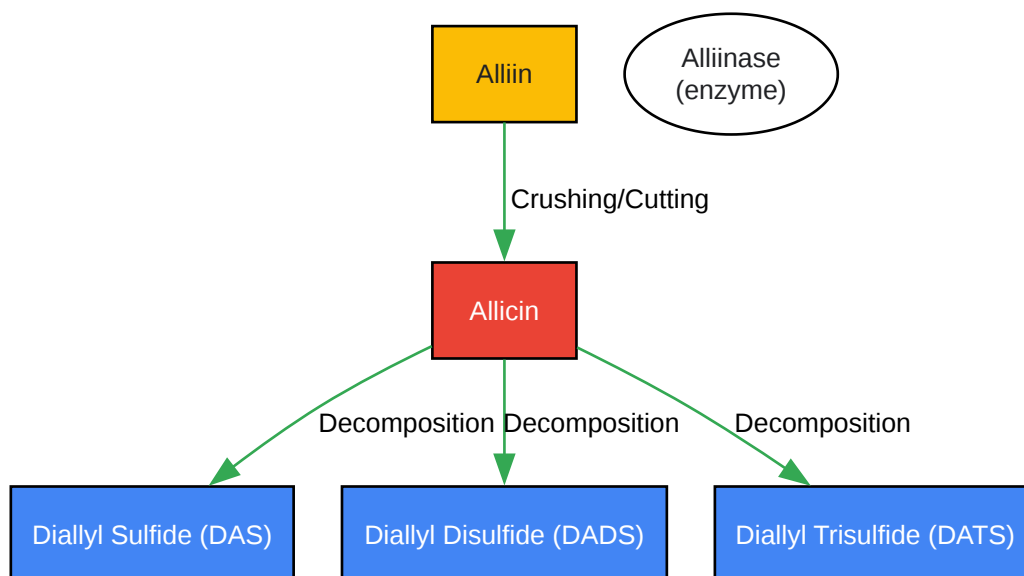 Alliin
Alliinase
(enzyme)
Crushing/Cutting
Allicin
Decomposition
Decomposition
Decomposition
Diallyl Sulfide (DAS)
Diallyl Disulfide (DADS)
Diallyl Trisulfide (DATS)